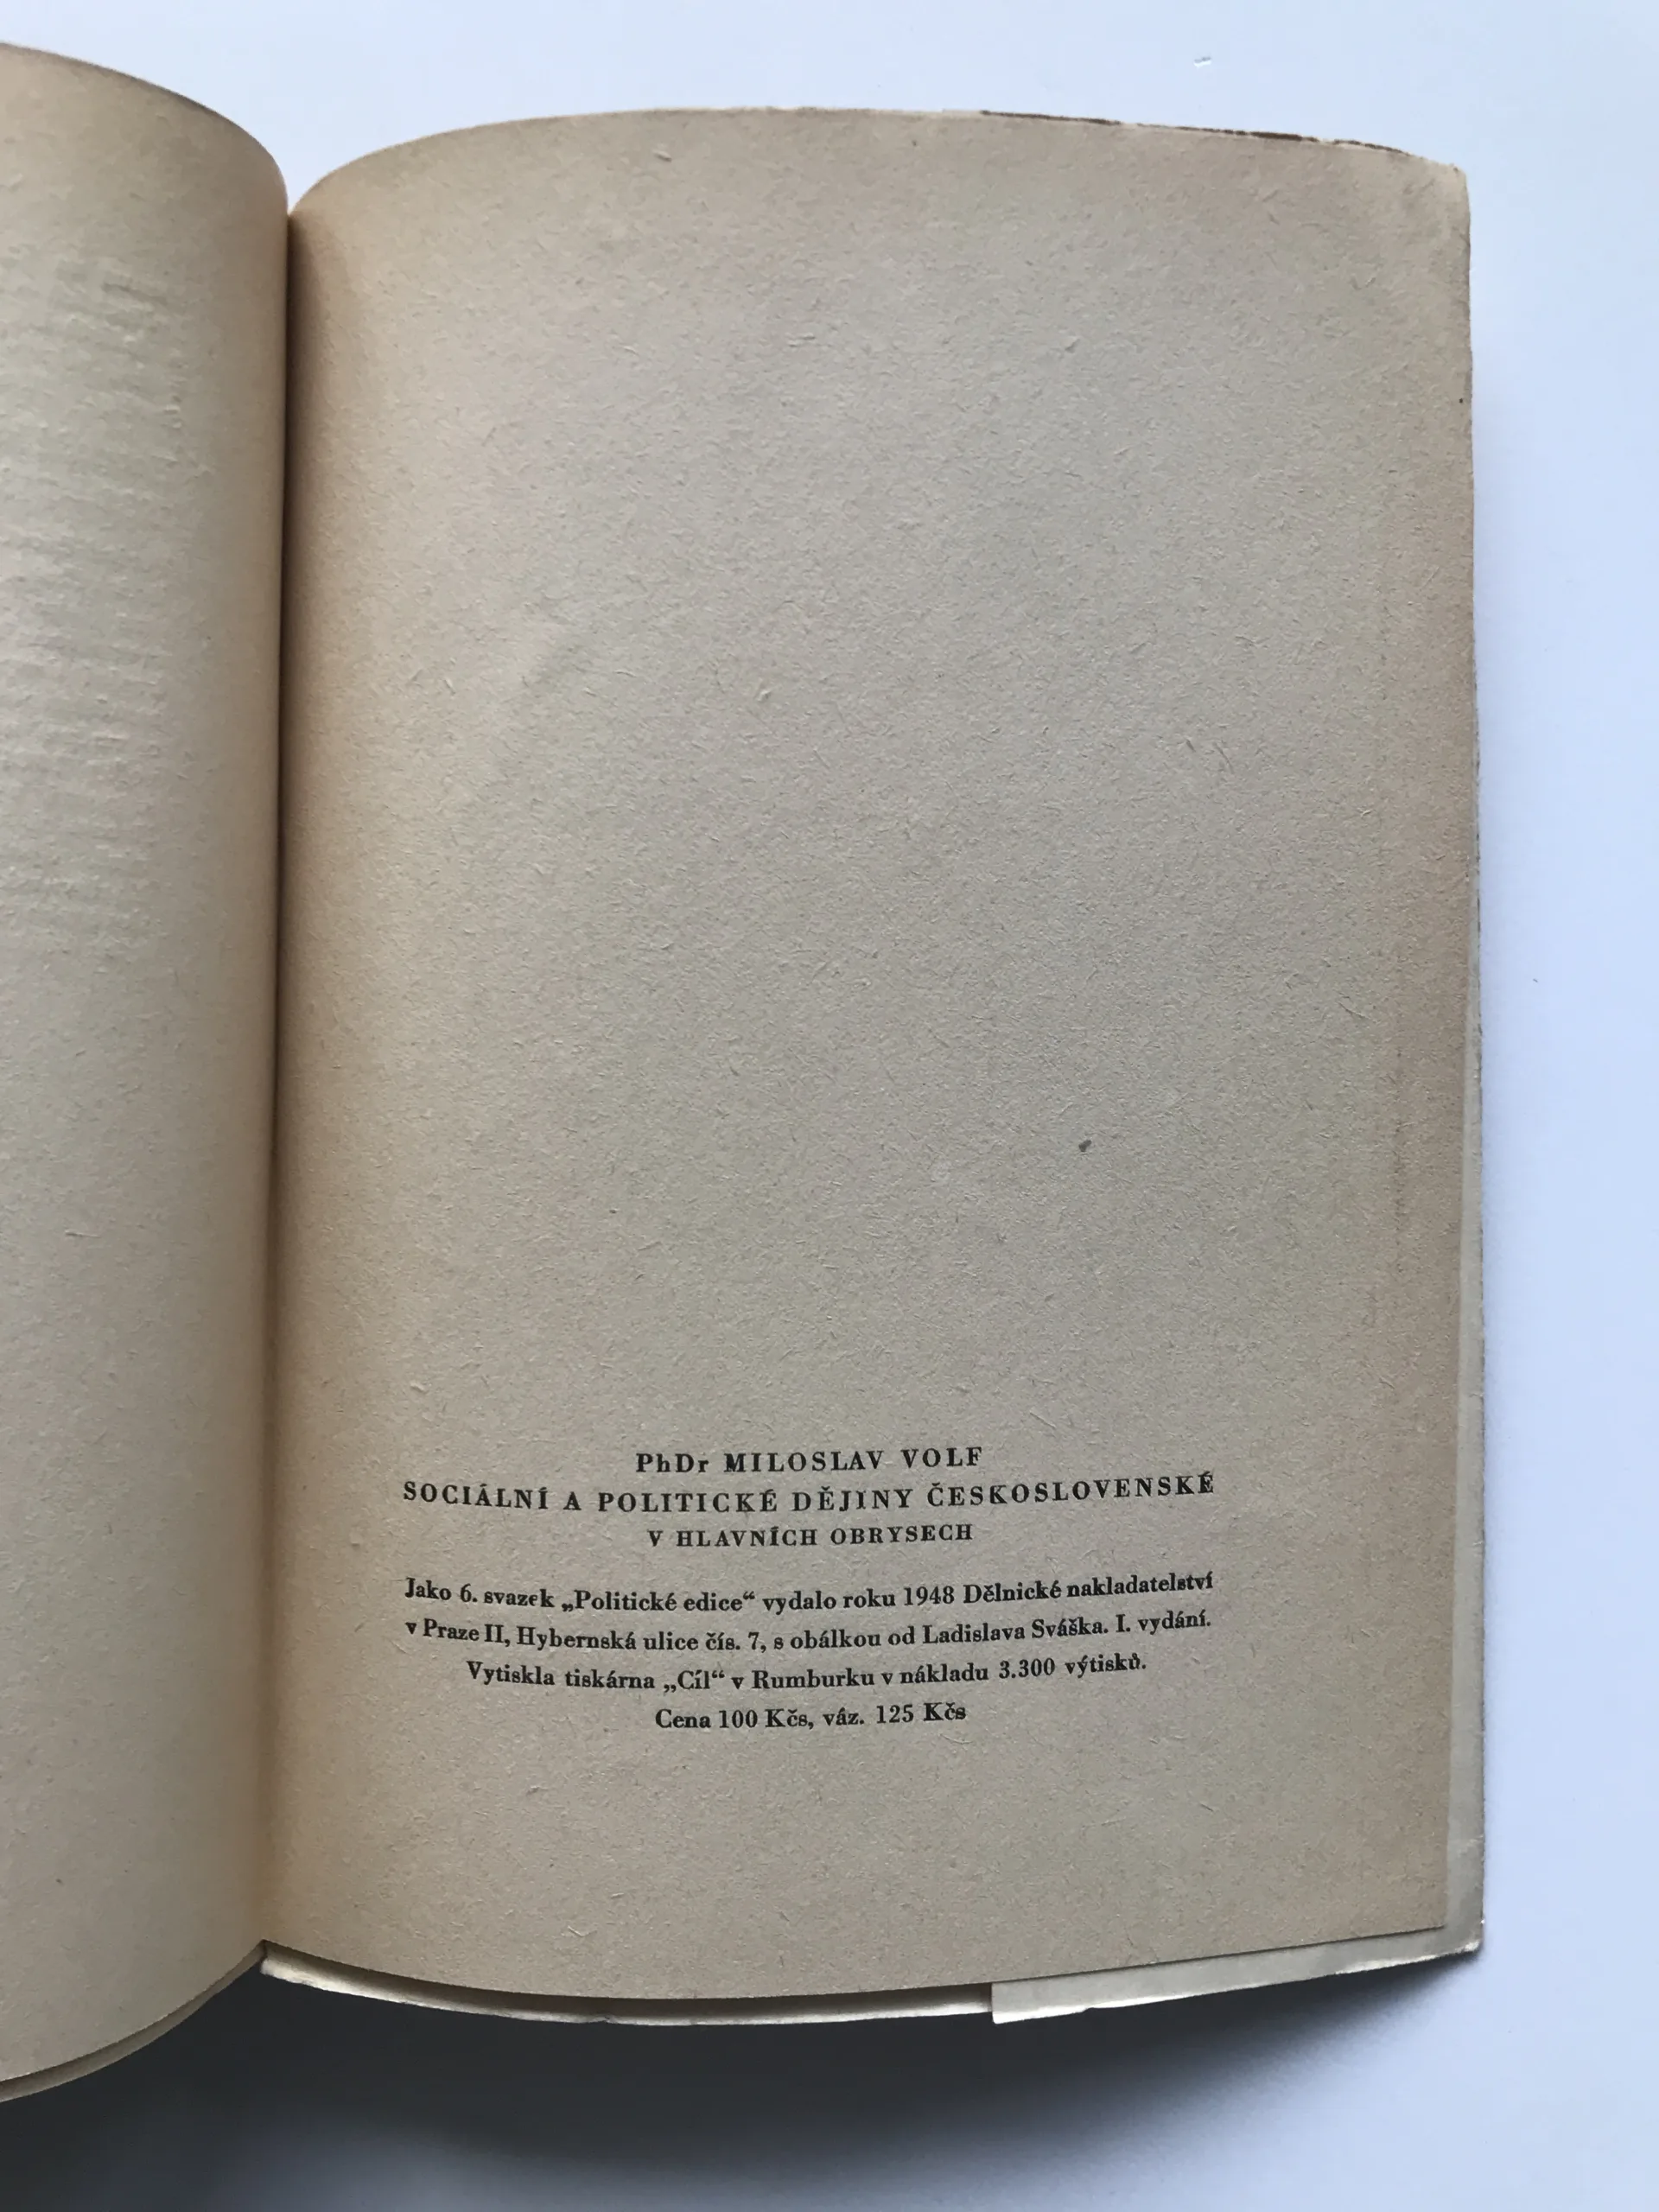 PhDr MILOSLAV VOLF
SOCIÁLNÍ A POLITICKÉ DĚJINY ČESKOSLOVENSKÉ
V HLAVNÍCH OBRYSECH
Jako 6. svazek „Politické edice“ vydalo roku 1948 Dělnické nakladatelství
v Praze II, Hybernská ulice čís. 7, s obálkou od Ladislava Sváška. I. vydání.
Vytiskla tiskárna „Cíl“ v Rumburku v nákladu 3.300 výtisků.
Cena 100 Kčs, váz. 125 Kčs